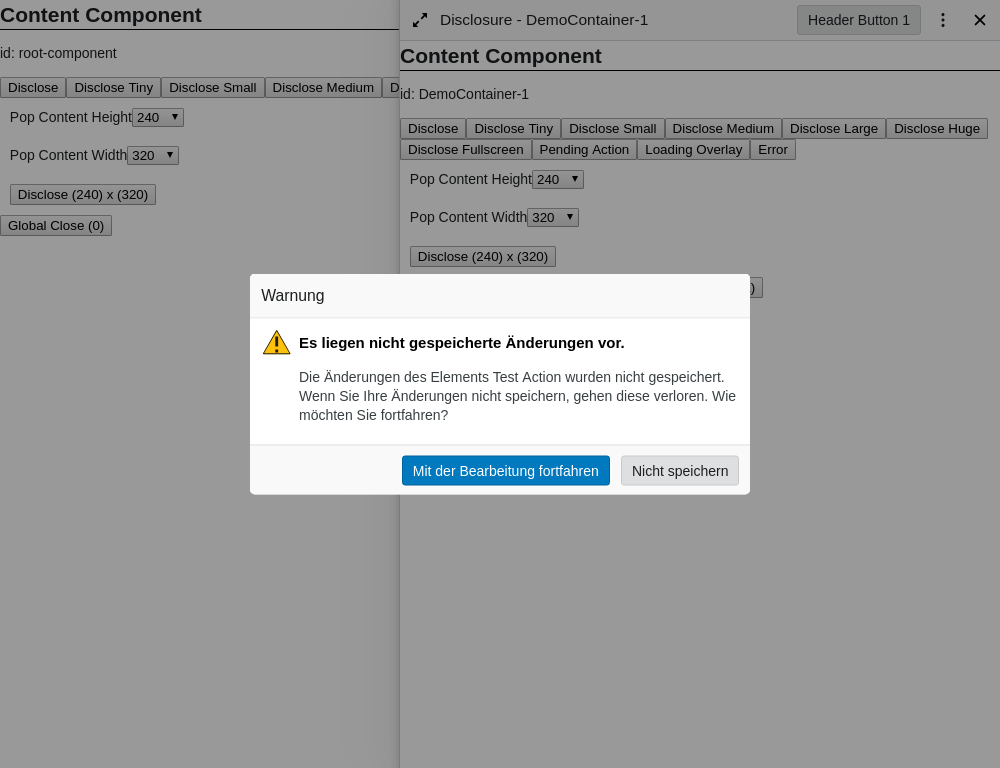 Content Component
id: root-component
Disclose Disclose Tiny Disclose Small Disclose Medium D
Pop Content Height 240
Pop Content Width 320
Disclose (240) x (320)
Global Close (0)
Disclosure - DemoContainer-1 Header Button 1
Content Component
id: DemoContainer-1
Disclose Disclose Tiny Disclose Small Disclose Medium Disclose Large Disclose Huge
Disclose Fullscreen Pending Action Loading Overlay Error
Pop Content Height 240
Pop Content Width 320
Disclose (240) x (320)
)
Warnung
Es liegen nicht gespeicherte Änderungen vor.
Die Änderungen des Elements Test Action wurden nicht gespeichert.
Wenn Sie Ihre Änderungen nicht speichern, gehen diese verloren. Wie
möchten Sie fortfahren?
Mit der Bearbeitung fortfahren Nicht speichern